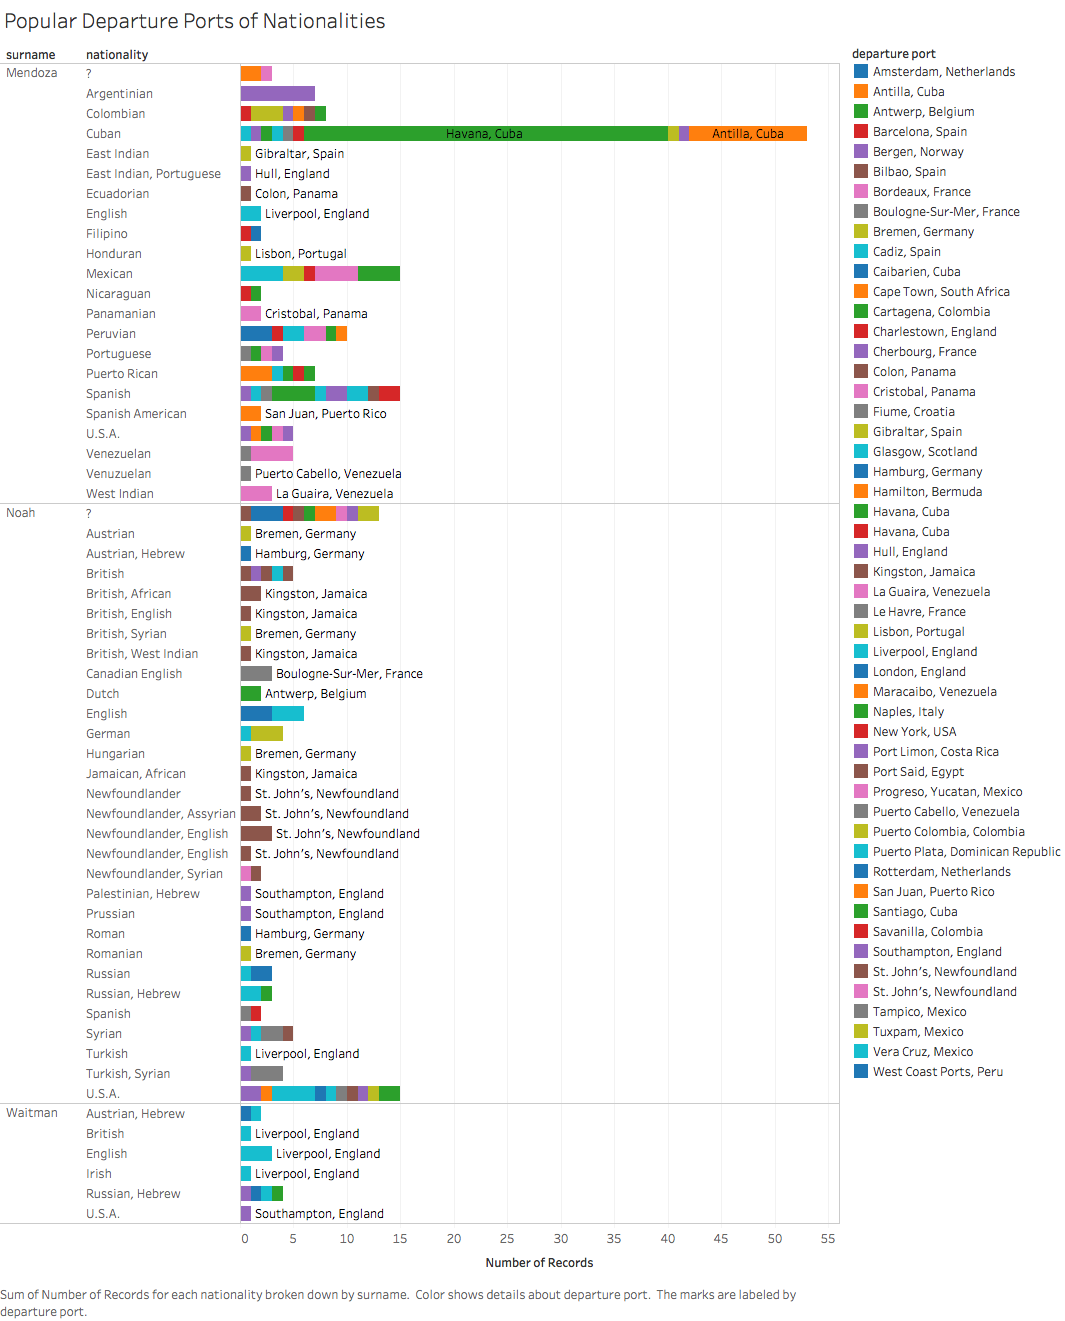 Popular Departure Ports of Nationalities
surname nationality
Mendoza ?
Argentinian
Colombian
Cuban Havana, Cuba Antilla, Cuba
East Indian Gibraltar, Spain
East Indian, Portuguese Hull, England
Ecuadorian Colon, Panama
English Liverpool, England
Filipino
Honduran Lisbon, Portugal
Mexican
Nicaraguan
Panamanian Cristobal, Panama
Peruvian
Portuguese
Puerto Rican
Spanish
Spanish American San Juan, Puerto Rico
U.S.A.
Venezuelan
Venuzuelan Puerto Cabello, Venezuela
West Indian La Guaira, Venezuela
Noah ?
Austrian Bremen, Germany
Austrian, Hebrew Hamburg, Germany
British
British, African Kingston, Jamaica
British, English Kingston, Jamaica
British, Syrian Bremen, Germany
British, West Indian Kingston, Jamaica
Canadian English Boulogne-Sur-Mer, France
Dutch Antwerp, Belgium
English
German
Hungarian Bremen, Germany
Jamaican, African Kingston, Jamaica
Newfoundlander St. John's, Newfoundland
Newfoundlander, Assyrian St. John's, Newfoundland
Newfoundlander, English St. John's, Newfoundland
Newfoundlander, English St. John's, Newfoundland
Newfoundlander, Syrian
Palestinian, Hebrew Southampton, England
Prussian Southampton, England
Roman Hamburg, Germany
Romanian Bremen, Germany
Russian
Russian, Hebrew
Spanish
Syrian
Turkish Liverpool, England
Turkish, Syrian
U.S.A.
Waitman Austrian, Hebrew
British Liverpool, England
English Liverpool, England
Irish Liverpool, England
Russian, Hebrew
U.S.A. Southampton, England
0 5 10 15 20 25 30 35 40 45 50 55
Number of Records
departure port
Amsterdam, Netherlands
Antilla, Cuba
Antwerp, Belgium
Barcelona, Spain
Bergen, Norway
Bilbao, Spain
Bordeaux, France
Boulogne-Sur-Mer, France
Bremen, Germany
Cadiz, Spain
Caibarien, Cuba
Cape Town, South Africa
Cartagena, Colombia
Charlestown, England
Cherbourg, France
Colon, Panama
Cristobal, Panama
Fiume, Croatia
Gibraltar, Spain
Glasgow, Scotland
Hamburg, Germany
Hamilton, Bermuda
Havana, Cuba
Havana, Cuba
Hull, England
Kingston, Jamaica
La Guaira, Venezuela
Le Havre, France
Lisbon, Portugal
Liverpool, England
London, England
Maracaibo, Venezuela
Naples, Italy
New York, USA
Port Limon, Costa Rica
Port Said, Egypt
Progreso, Yucatan, Mexico
Puerto Cabello, Venezuela
Puerto Colombia, Colombia
Puerto Plata, Dominican Republic
Rotterdam, Netherlands
San Juan, Puerto Rico
Santiago, Cuba
Savanilla, Colombia
Southampton, England
St. John's, Newfoundland
St. John's, Newfoundland
Tampico, Mexico
Tuxpam, Mexico
Vera Cruz, Mexico
West Coast Ports, Peru
Sum of Number of Records for each nationality broken down by surname. Color shows details about departure port. The marks are labeled by
departure port.